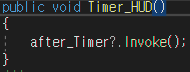 public void Timer_HUD()
{
after_Timer?.Invoke();
}